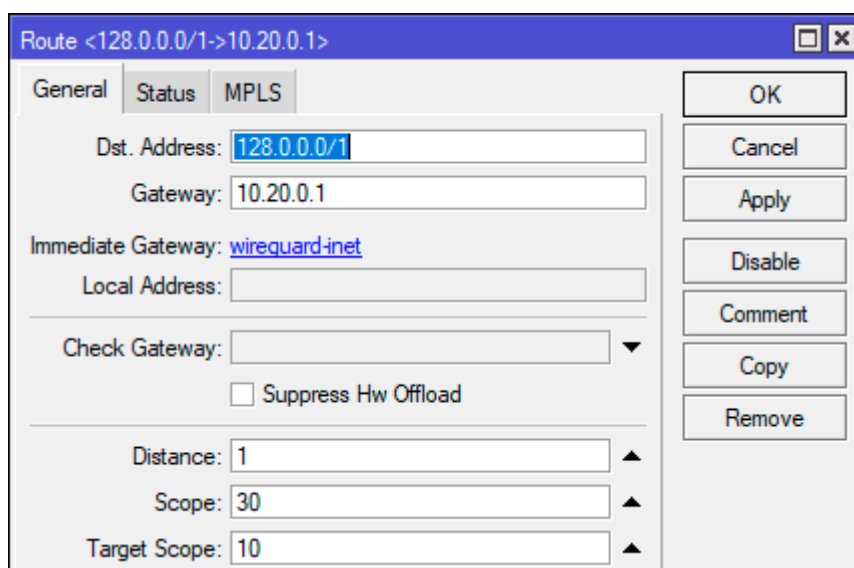 Route <128.0.0.0/1->10.20.0.1>
General Status MPLS
Dst. Address: 128.0.0.0/1
Gateway: 10.20.0.1
Immediate Gateway: wireguard-inet
Local Address:
Check Gateway:
Suppress Hw Offload
Distance: 1
Scope: 30
Target Scope: 10
OK
Cancel
Apply
Disable
Comment
Copy
Remove